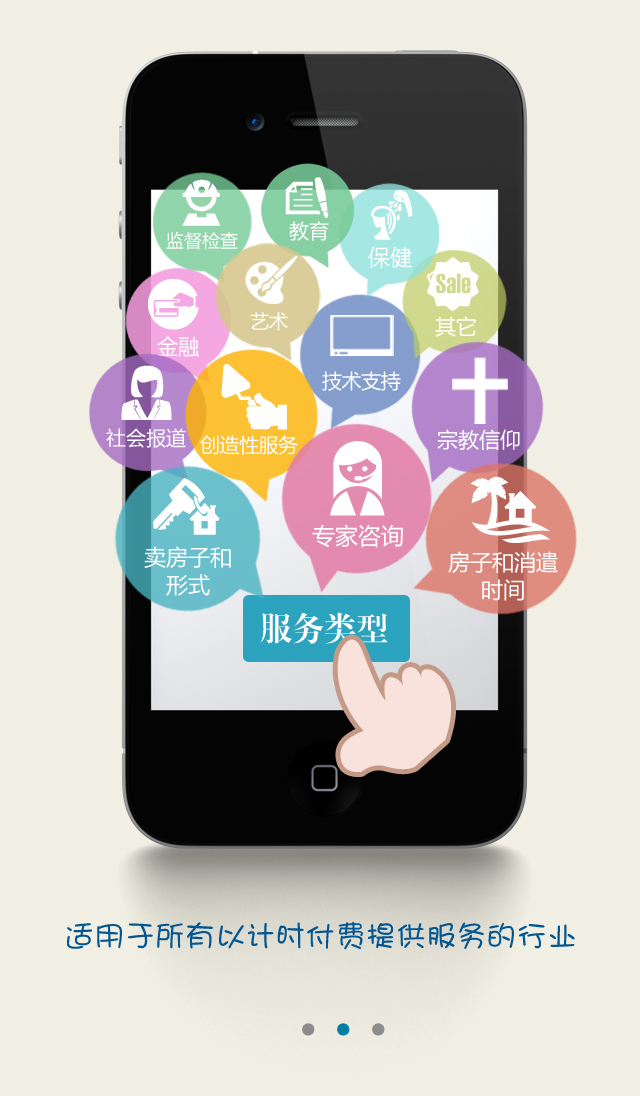 监督检查
教育
保健
艺术
Sale
其它
金融
技术支持
社会报道
创造性服务
宗教信仰
专家咨询
卖房子和
形式
房子和消遣
时间
服务类型
适用于所有以计时付费提供服务的行业